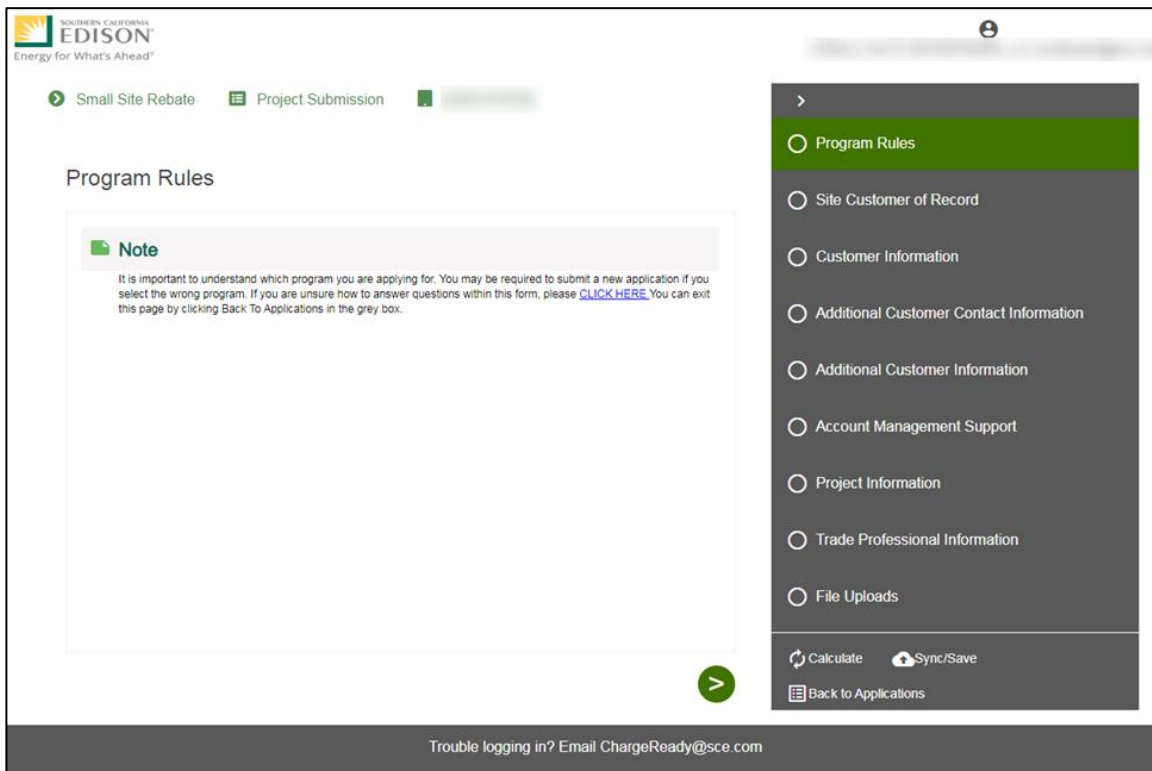 SOUTHERN CALIFORNIA
EDISON®
Energy for What's Ahead®
Small Site Rebate Project Submission
Program Rules
Note
It is important to understand which program you are applying for. You may be required to submit a new application if you
select the wrong program. If you are unsure how to answer questions within this form, please CLICK HERE You can exit
this page by clicking Back To Applications in the grey box.
>
>
Program Rules
Site Customer of Record
Customer Information
Additional Customer Contact Information
Additional Customer Information
Account Management Support
Project Information
Trade Professional Information
File Uploads
Calculate Sync/Save
Back to Applications
Trouble logging in? Email ChargeReady@sce.com